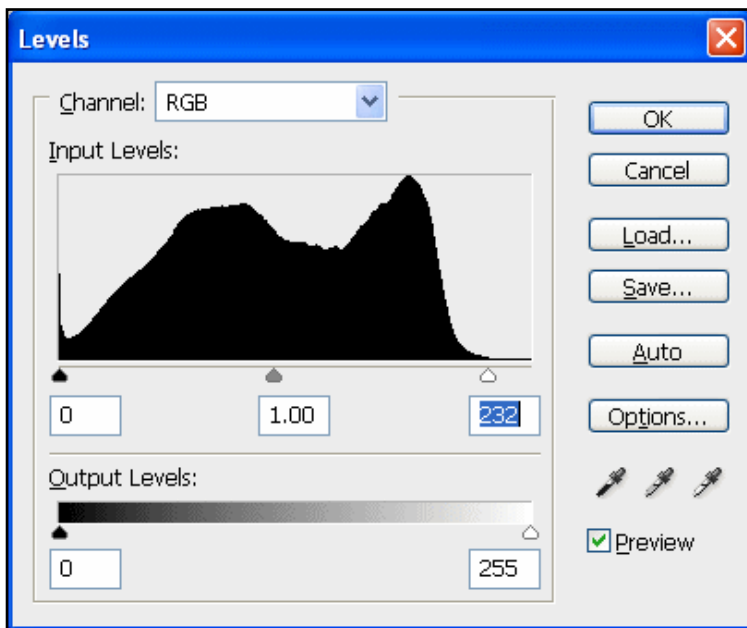 Levels
Channel: RGB
Input Levels:
0 1.00 232
Output Levels:
0 255
OK
Cancel
Load...
Save...
Auto
Options...
Preview